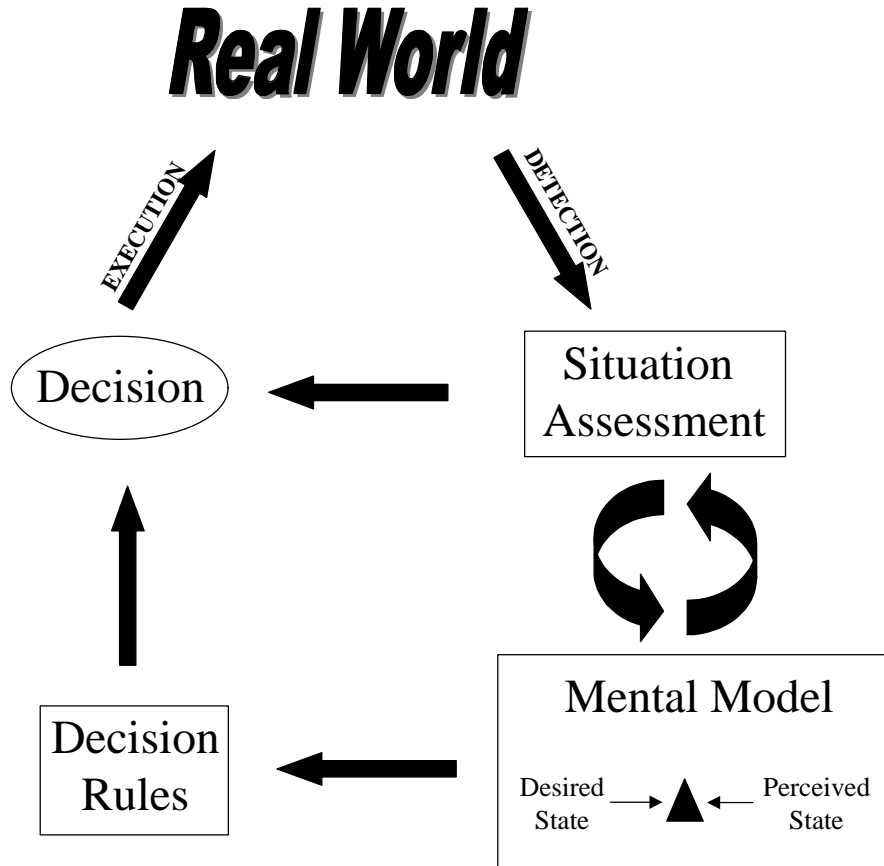 Real World
EXECUTION
DETECTION
Decision
Situation
Assessment
Decision
Rules
Mental Model
Desired
State
Perceived
State